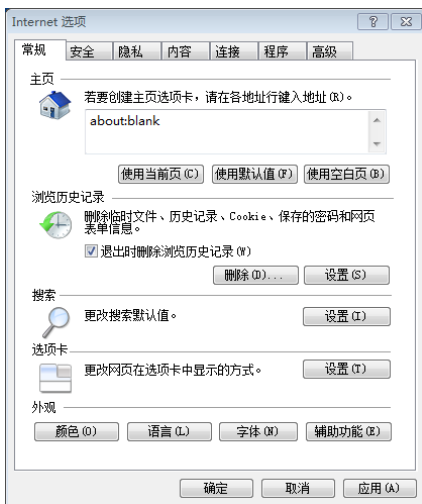 Internet 选项
常规 安全 隐私 内容 连接 程序 高级
主页
若要创建主页选项卡，请在各地址行键入地址(R)。
about:blank
使用当前页(C) 使用默认值(F) 使用空白页(B)
浏览历史记录
删除临时文件、历史记录、Cookie、保存的密码和网页
表单信息。
退出时删除浏览历史记录(W)
删除(D)... 设置(S)
搜索
更改搜索默认值。 设置(I)
选项卡
更改网页在选项卡中显示的方式。 设置(T)
外观
颜色(O) 语言(L) 字体(N) 辅助功能(E)
确定 取消 应用(A)